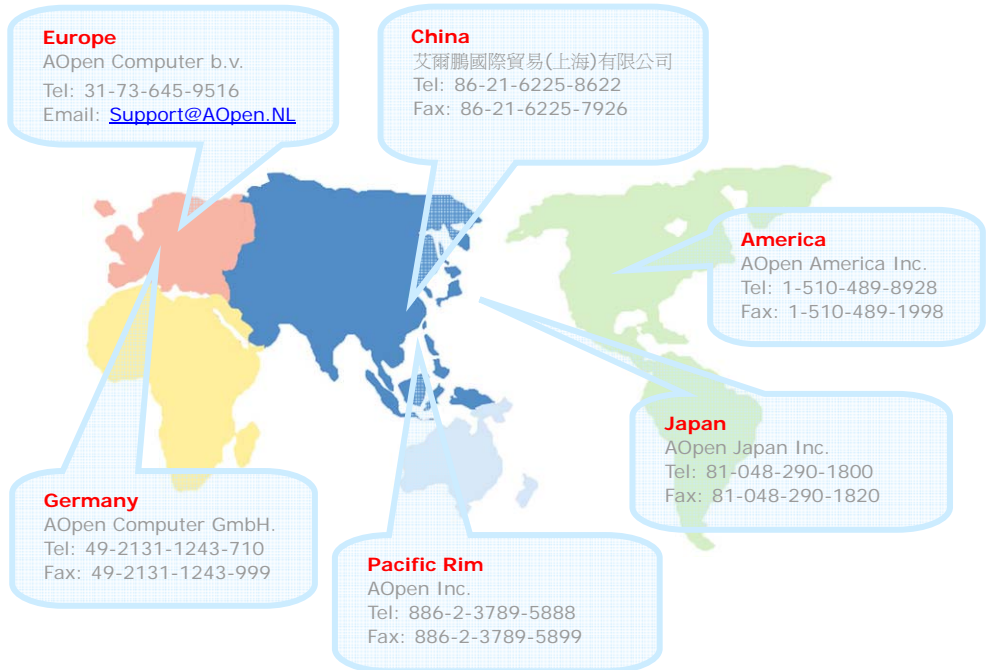 Europe
AOpen Computer b.v.
Tel: 31-73-645-9516
Email: Support@AOpen.NL
China
艾爾鵬國際貿易(上海)有限公司
Tel: 86-21-6225-8622
Fax: 86-21-6225-7926
America
AOpen America Inc.
Tel: 1-510-489-8928
Fax: 1-510-489-1998
Japan
AOpen Japan Inc.
Tel: 81-048-290-1800
Fax: 81-048-290-1820
Germany
AOpen Computer GmbH.
Tel: 49-2131-1243-710
Fax: 49-2131-1243-999
Pacific Rim
AOpen Inc.
Tel: 886-2-3789-5888
Fax: 886-2-3789-5899